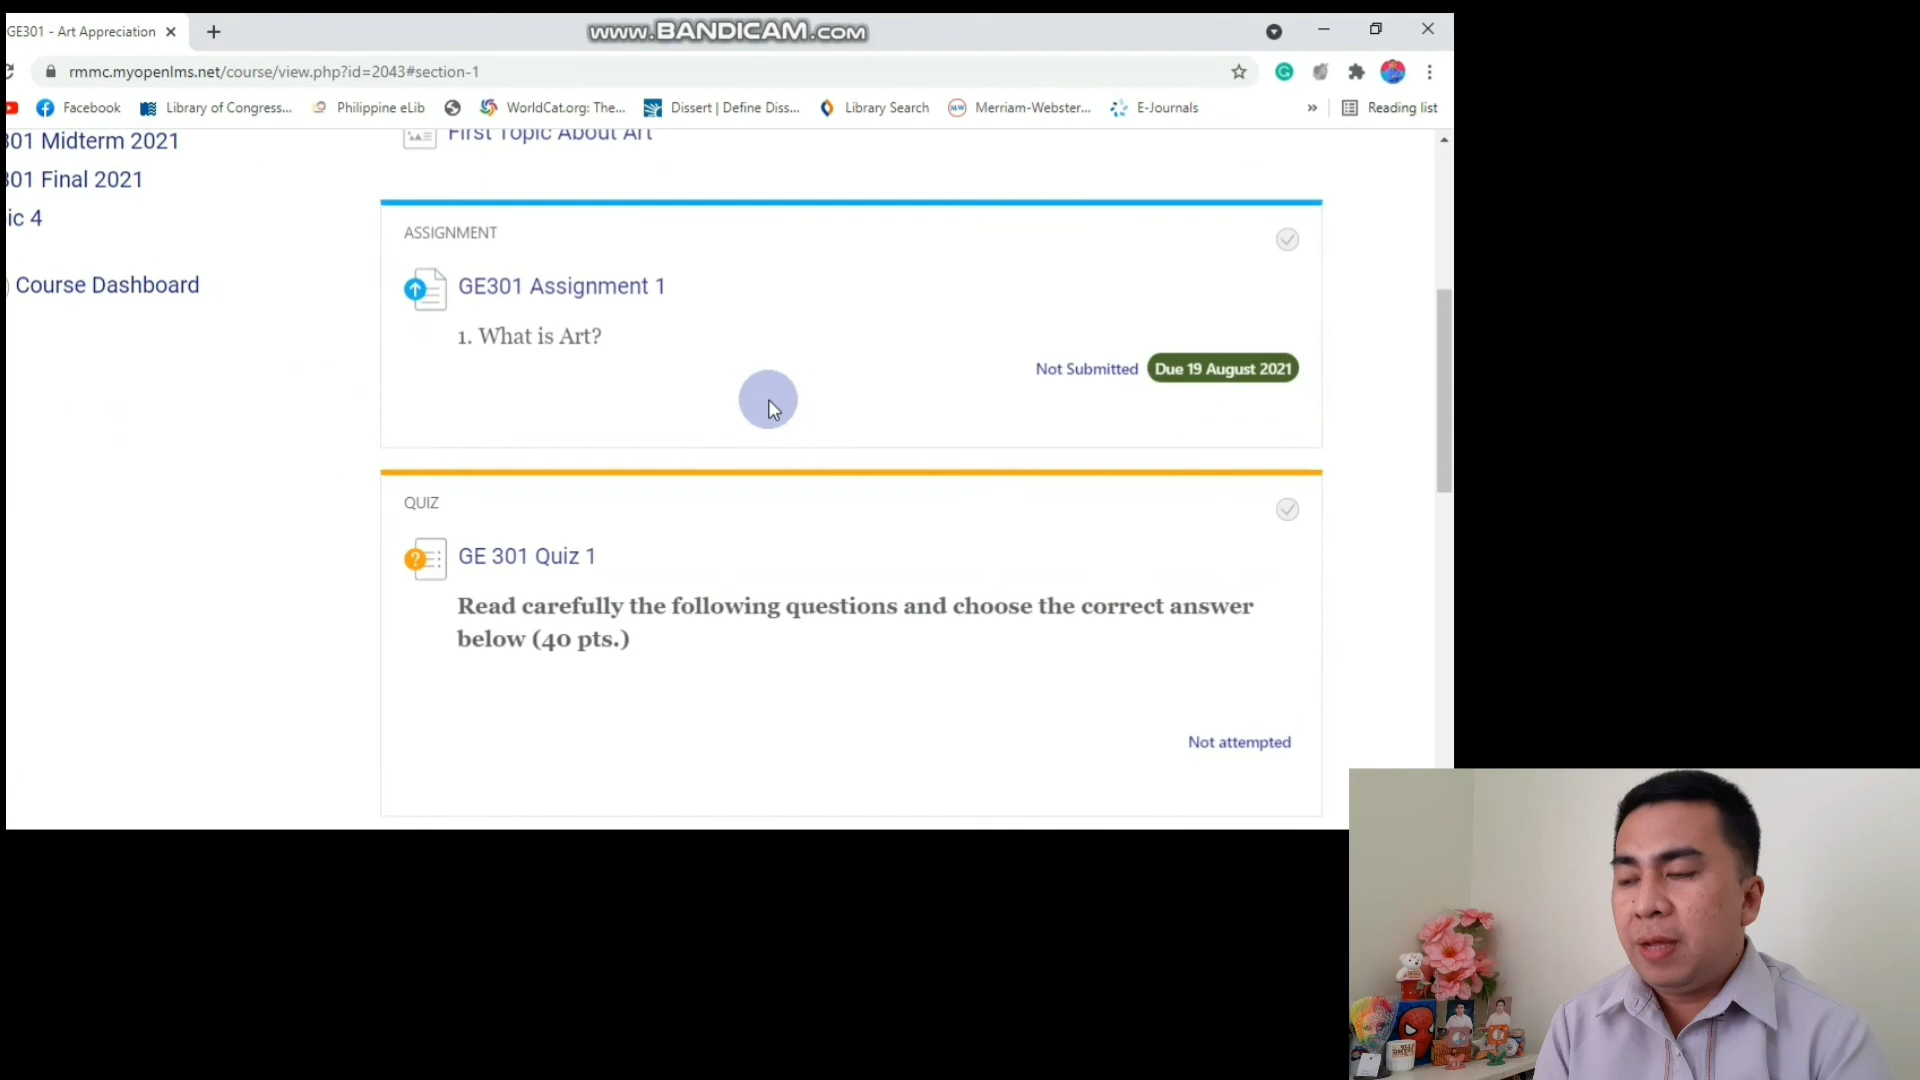 GE301 - Art Appreciation
www.BANDICAM.com
rmmc.myopenlms.net/course/view.php?id=2043#section-1
Facebook
Library of Congress...
Philippine eLib
WorldCat.org: The...
Dissert | Define Diss...
Library Search
Merriam-Webster...
E-Journals
Reading list
301 Midterm 2021
First Topic About Art
301 Final 2021
ic 4
Course Dashboard
ASSIGNMENT
GE301 Assignment 1
1. What is Art?
Not Submitted
Due 19 August 2021
QUIZ
GE 301 Quiz 1
Read carefully the following questions and choose the correct answer
below (40 pts.)
Not attempted